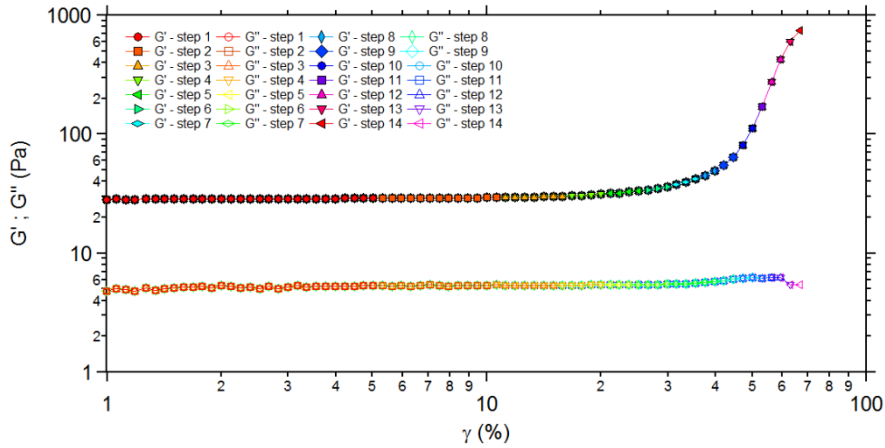 1000
6
4
2
100
6
4
2
10
6
4
2
1
G' ; G'' (Pa)
G' - step 1 G'' - step 1 G' - step 8 G'' - step 8
G' - step 2 G'' - step 2 G' - step 9 G'' - step 9
G' - step 3 G'' - step 3 G' - step 10 G'' - step 10
G' - step 4 G'' - step 4 G' - step 11 G'' - step 11
G' - step 5 G'' - step 5 G' - step 12 G'' - step 12
G' - step 6 G'' - step 6 G' - step 13 G'' - step 13
G' - step 7 G'' - step 7 G' - step 14 G'' - step 14
1 2 3 4 5 6 7 8 9 10 2 3 4 5 6 7 8 9 100
γ (%)